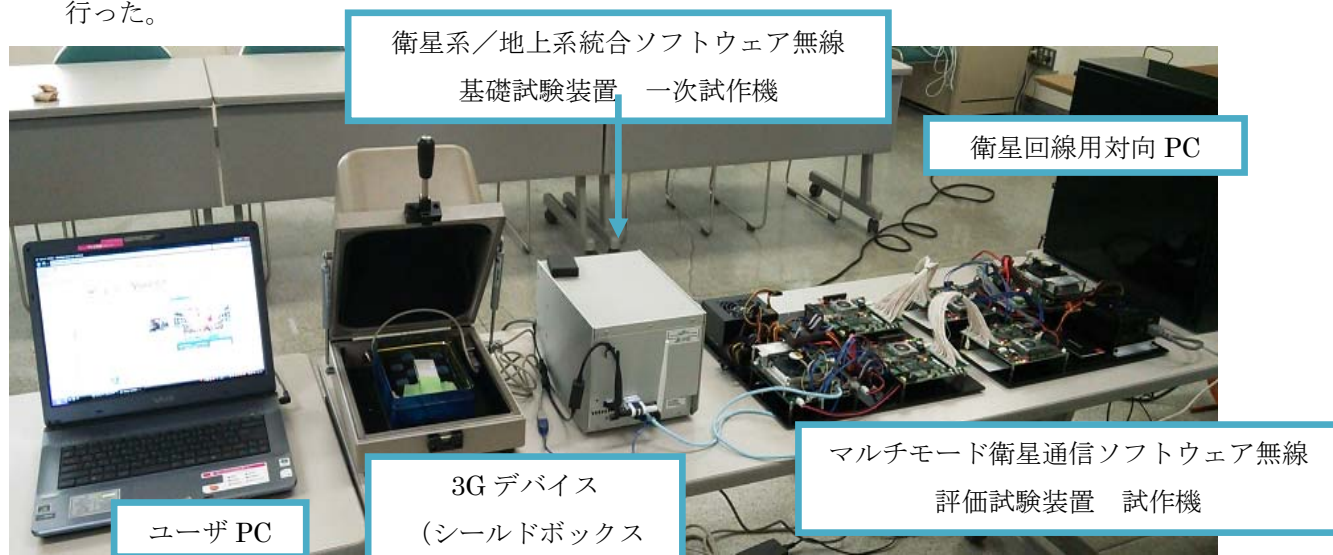 行った。
衛星系／地上系統合ソフトウェア無線
基礎試験装置　一次試作機
衛星回線用対向 PC
マルチモード衛星通信ソフトウェア無線
評価試験装置　試作機
3G デバイス
（シールドボックス
ユーザ PC